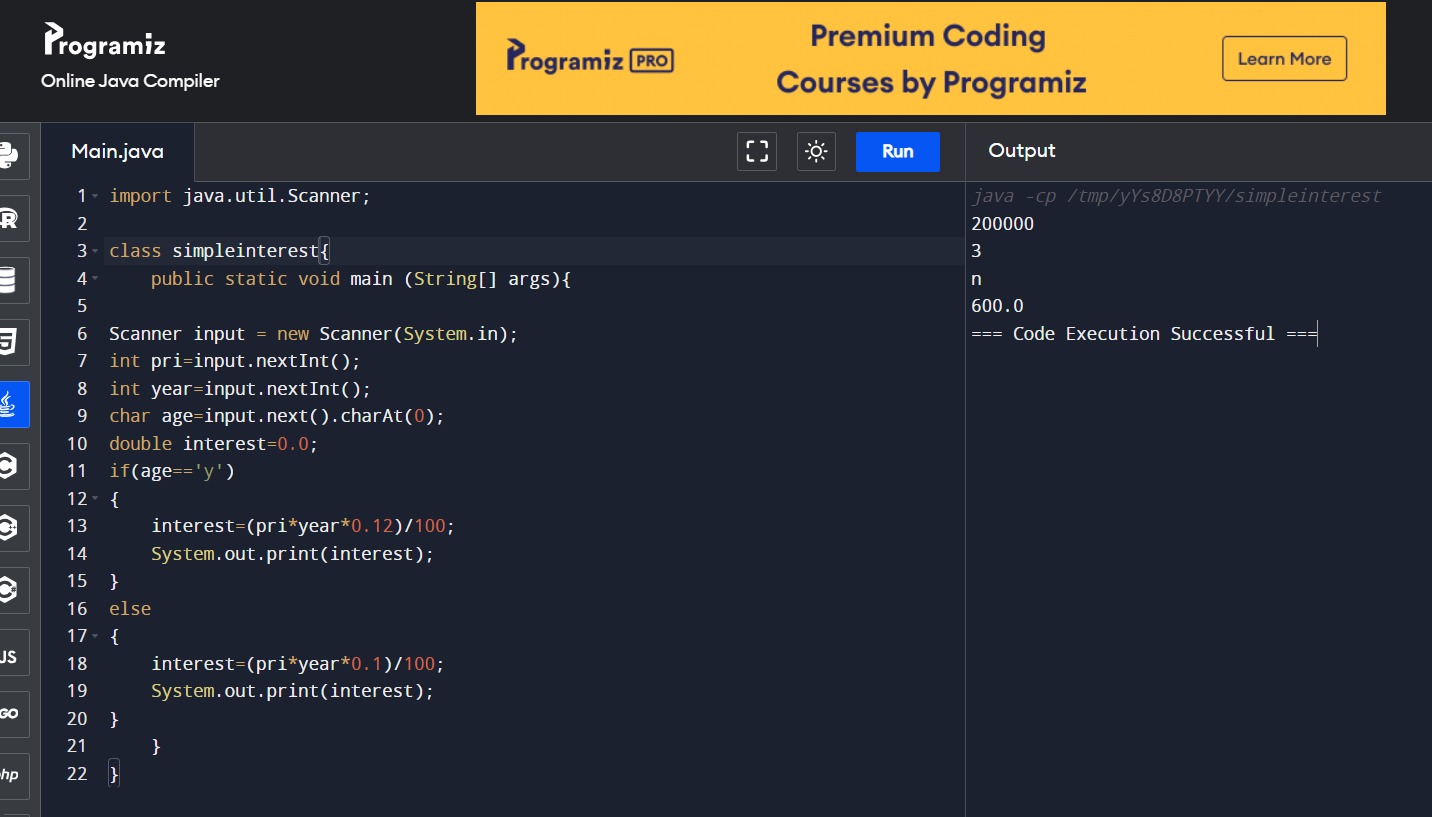 Programiz
Online Java Compiler
Programiz PRO
Premium Coding
Courses by Programiz
Learn More
Main.java
Run
Output
1 import java.util.Scanner;
2
3 class simpleinterest{
4     public static void main (String[] args){
5
6 Scanner input = new Scanner(System.in);
7 int pri=input.nextInt();
8 int year=input.nextInt();
9 char age=input.next().charAt(0);
10 double interest=0.0;
11 if(age=='y')
12 {
13     interest=(pri*year*0.12)/100;
14     System.out.print(interest);
15 }
16 else
17 {
18     interest=(pri*year*0.1)/100;
19     System.out.print(interest);
20 }
21     }
22 }
java -cp /tmp/yYs8D8PTYY/simpleinterest
200000
3
n
600.0
=== Code Execution Successful ===
R
JS
GO
php